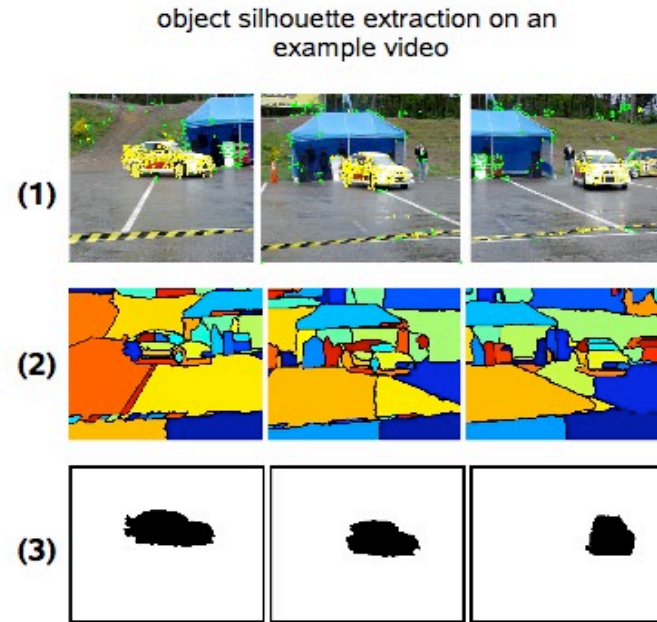 object silhouette extraction on an
example video
(1)
(2)
(3)